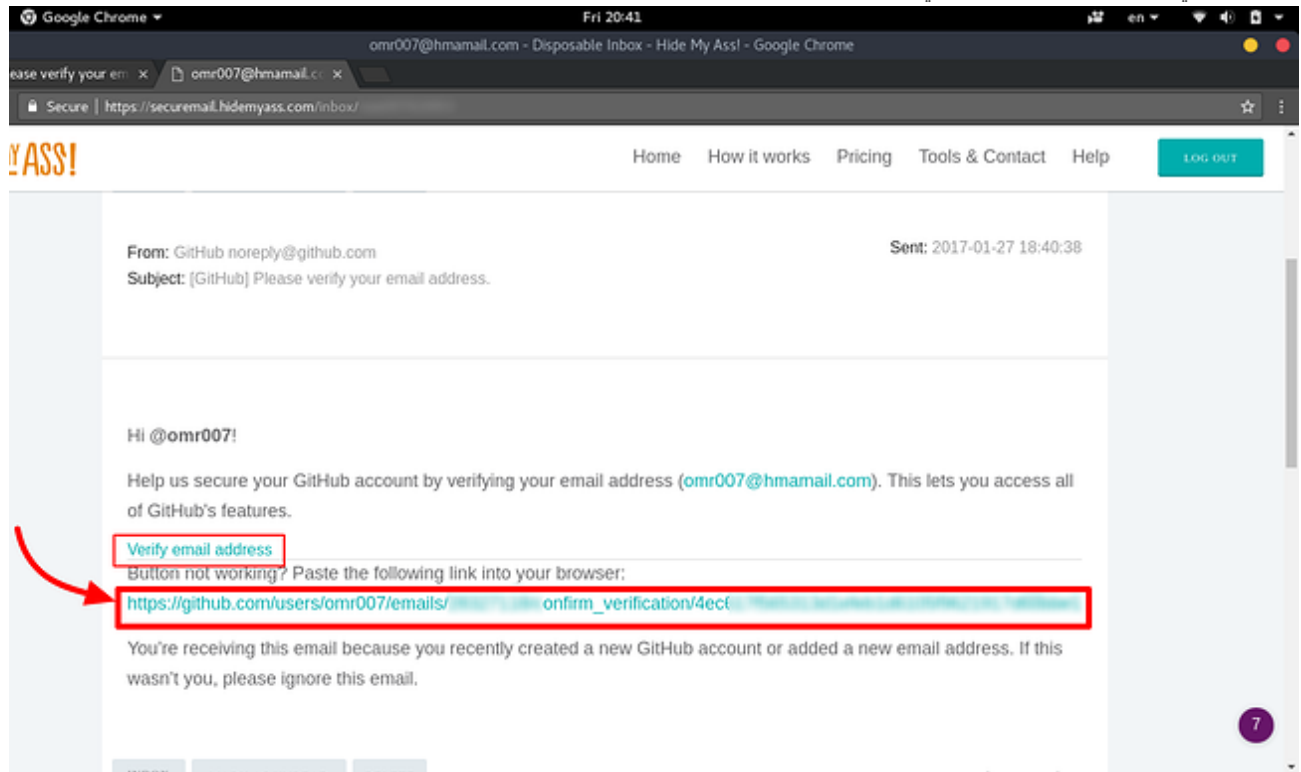 Google Chrome
Fri 20:41
en
omr007@hmamail.com - Disposable Inbox - Hide My Ass! - Google Chrome
ease verify your em
omr007@hmamail.cc
Secure | https://securemail.hidemyass.com/inbox/
Y ASS!
Home How it works Pricing Tools & Contact Help LOG OUT
From: GitHub noreply@github.com
Sent: 2017-01-27 18:40:38
Subject: [GitHub] Please verify your email address.
Hi @omr007!
Help us secure your GitHub account by verifying your email address (omr007@hmamail.com). This lets you access all
of GitHub's features.
Verify email address
Button not working? Paste the following link into your browser:
https://github.com/users/omr007/emails/ onfirm_verification/4ec
You're receiving this email because you recently created a new GitHub account or added a new email address. If this
wasn't you, please ignore this email.
7